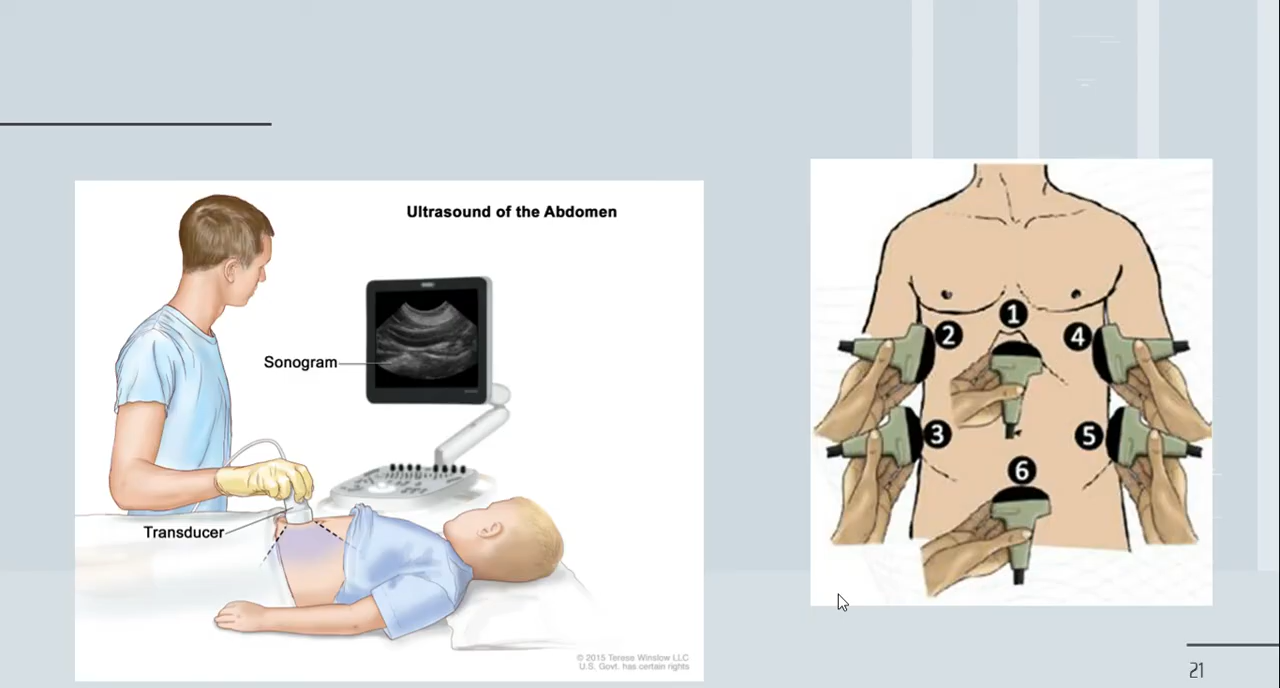 Ultrasound of the Abdomen
Sonogram
Transducer
© 2015 Terese Winslow LLC
U.S. Govt. has certain rights
1
2
4
3
5
6
21